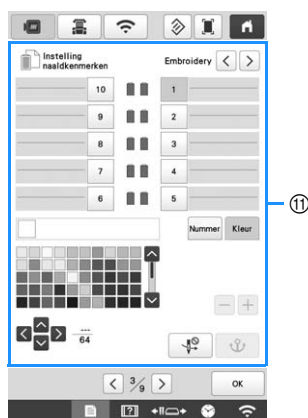 Instelling
naaldkenmerken
Embroidery
10 1
9 2
8 3
7 4
6 5
Nummer Kleur
---
64
3/9
OK
⑪